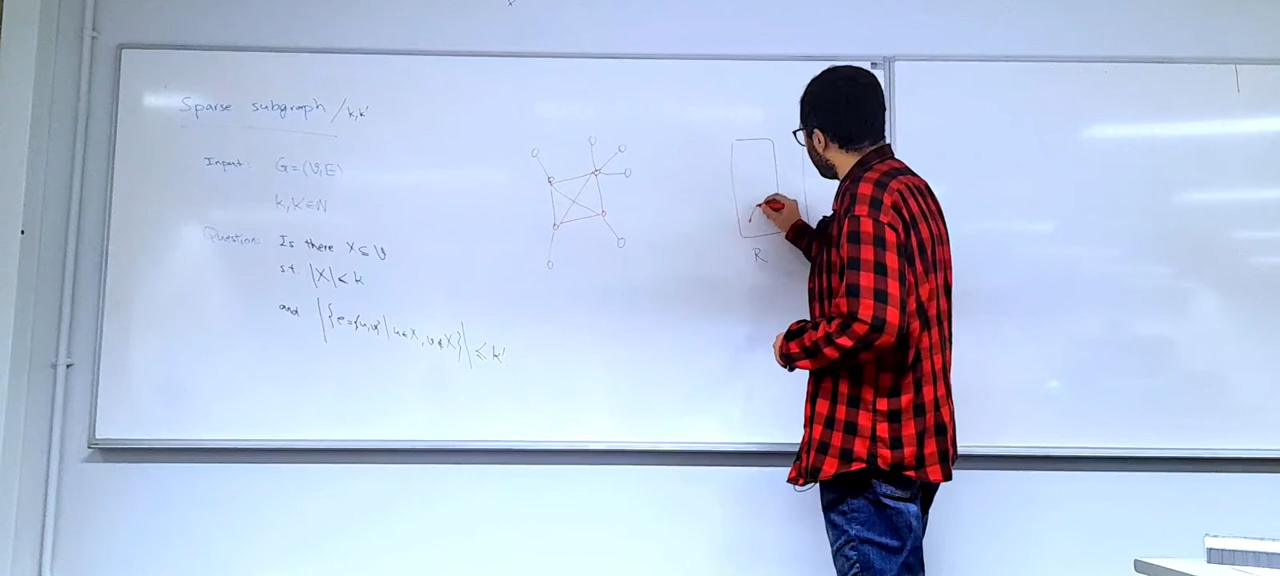 Sparse subgraph /k,k'
Input: G=(V,E)
k,k'∈N
Question: Is there X⊆V
s.t. |X|≤k
and |{e={u,v}|u∈X,v∉X}|≤k'
R